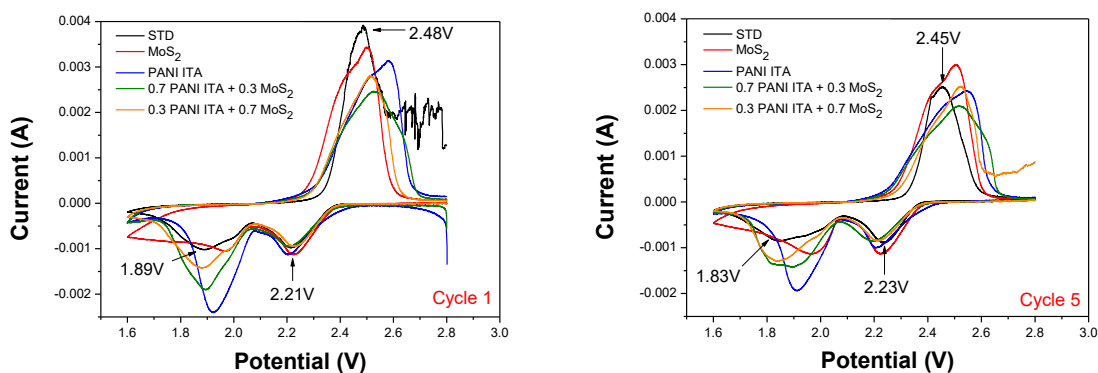 0.004
0.003
0.002
0.001
0.000
-0.001
-0.002
Currrent (A)
STD
MoS2
PANI ITA
0.7 PANI ITA + 0.3 MoS2
0.3 PANI ITA + 0.7 MoS2
2.48V
1.89V
2.21V
Cycle 1
1.6 1.8 2.0 2.2 2.4 2.6 2.8 3.0
Potential (V)
0.004
0.003
0.002
0.001
0.000
-0.001
-0.002
Currrent (A)
STD
MoS2
PANI ITA
0.7 PANI ITA + 0.3 MoS2
0.3 PANI ITA + 0.7 MoS2
2.45V
1.83V
2.23V
Cycle 5
1.6 1.8 2.0 2.2 2.4 2.6 2.8 3.0
Potential (V)